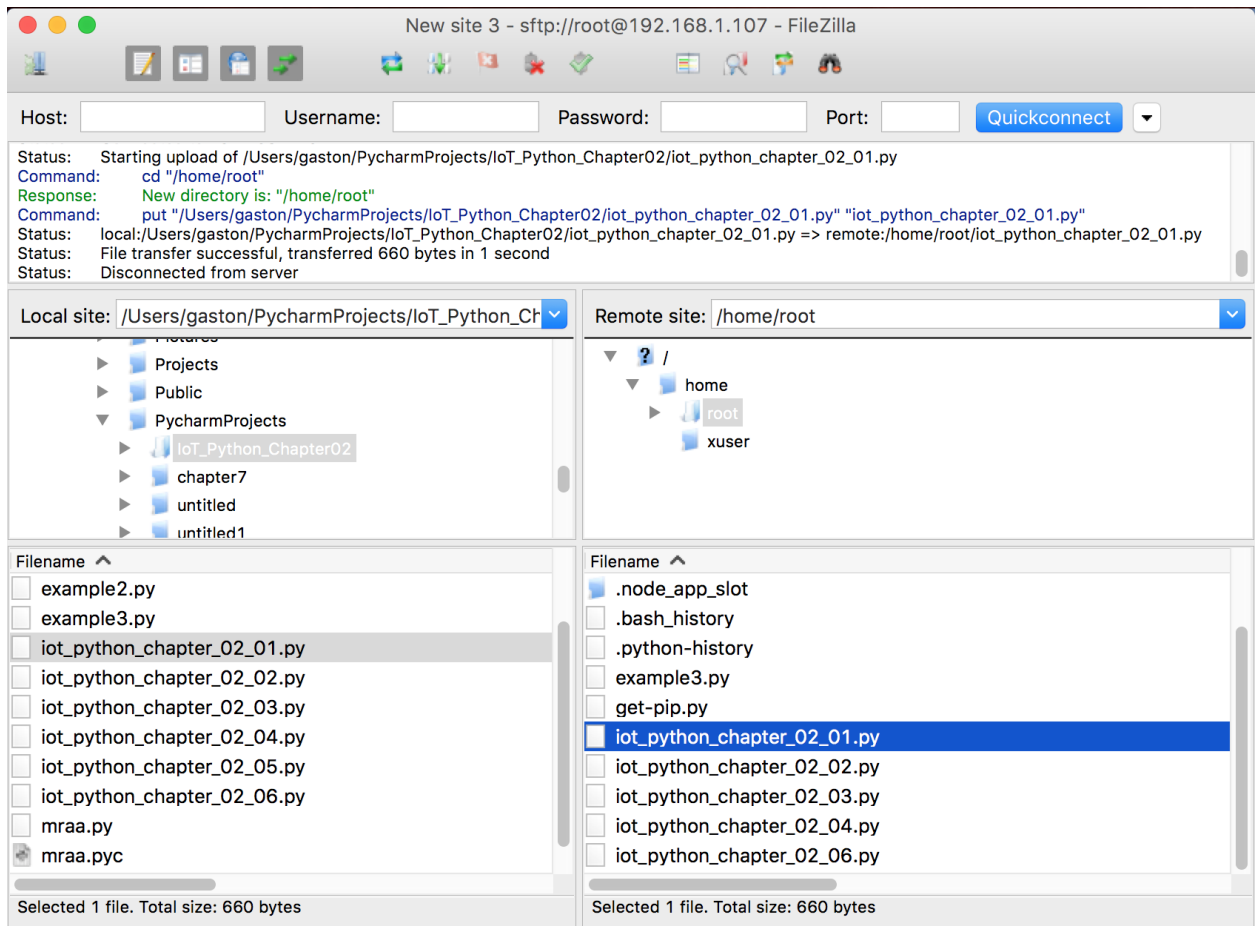 New site 3 - sftp://root@192.168.1.107 - FileZilla
Host: Username: Password: Port: Quickconnect
Status: Starting upload of /Users/gaston/PycharmProjects/IoT_Python_Chapter02/iot_python_chapter_02_01.py
Command: cd "/home/root"
Response: New directory is: "/home/root"
Command: put "/Users/gaston/PycharmProjects/IoT_Python_Chapter02/iot_python_chapter_02_01.py" "iot_python_chapter_02_01.py"
Status: local:/Users/gaston/PycharmProjects/IoT_Python_Chapter02/iot_python_chapter_02_01.py => remote:/home/root/iot_python_chapter_02_01.py
Status: File transfer successful, transferred 660 bytes in 1 second
Status: Disconnected from server
Local site: /Users/gaston/PycharmProjects/IoT_Python_Ch
Pictures
Projects
Public
PycharmProjects
IoT_Python_Chapter02
chapter7
untitled
untitled1
Remote site: /home/root
? /
home
root
xuser
Filename
example2.py
example3.py
iot_python_chapter_02_01.py
iot_python_chapter_02_02.py
iot_python_chapter_02_03.py
iot_python_chapter_02_04.py
iot_python_chapter_02_05.py
iot_python_chapter_02_06.py
mraa.py
mraa.pyc
Selected 1 file. Total size: 660 bytes
Filename
.node_app_slot
.bash_history
.python-history
example3.py
get-pip.py
iot_python_chapter_02_01.py
iot_python_chapter_02_02.py
iot_python_chapter_02_03.py
iot_python_chapter_02_04.py
iot_python_chapter_02_06.py
Selected 1 file. Total size: 660 bytes